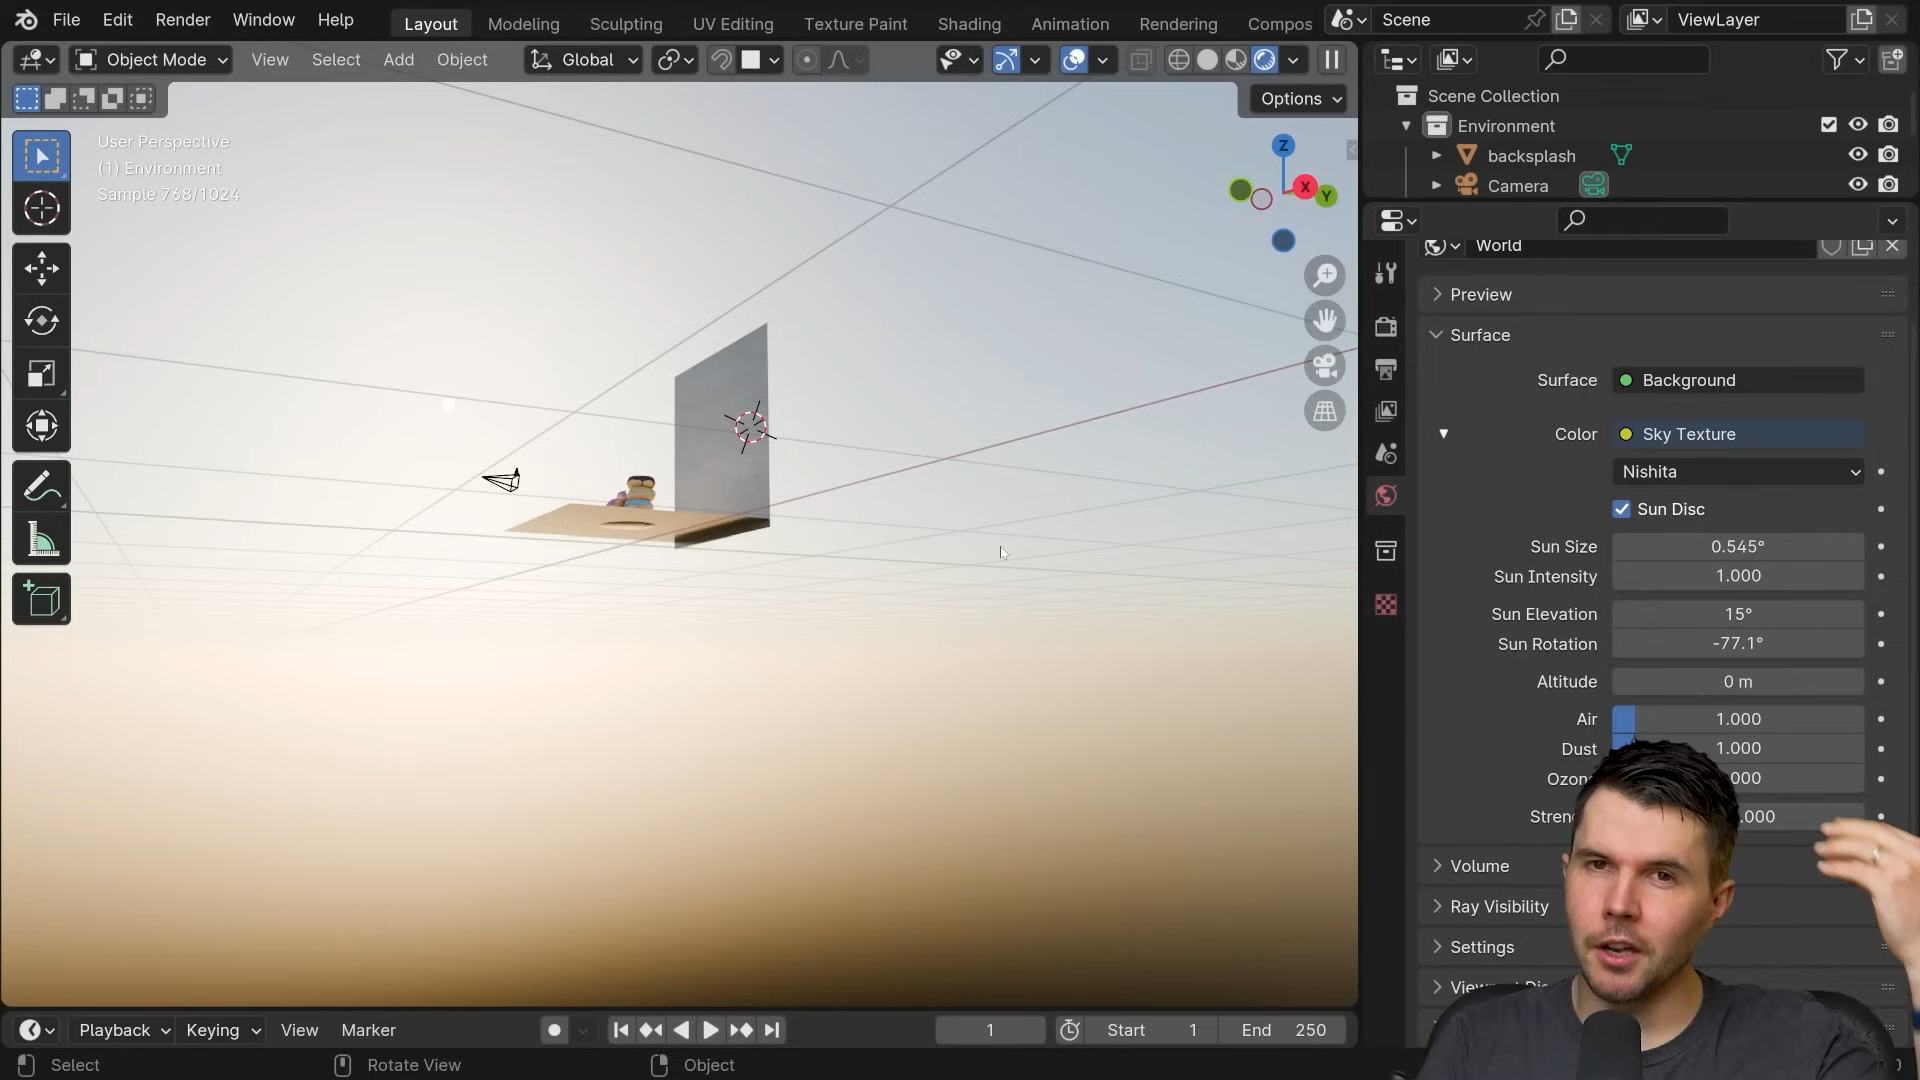 File Edit Render Window Help Layout Modeling Sculpting UV Editing Texture Paint Shading Animation Rendering Compos Scene ViewLayer
Object Mode View Select Add Object Global
Options
User Perspective
(1) Environment
Sample 768/1024
Z
X
Y
Scene Collection
Environment
backsplash
Camera
World
Preview
Surface
Surface Background
Color Sky Texture
Nishita
Sun Disc
Sun Size 0.545°
Sun Intensity 1.000
Sun Elevation 15°
Sun Rotation -77.1°
Altitude 0 m
Air 1.000
Dust 1.000
Volume
Ray Visibility
Settings
Playback Keying View Marker 1 Start 1 End 250
Select Rotate View Object